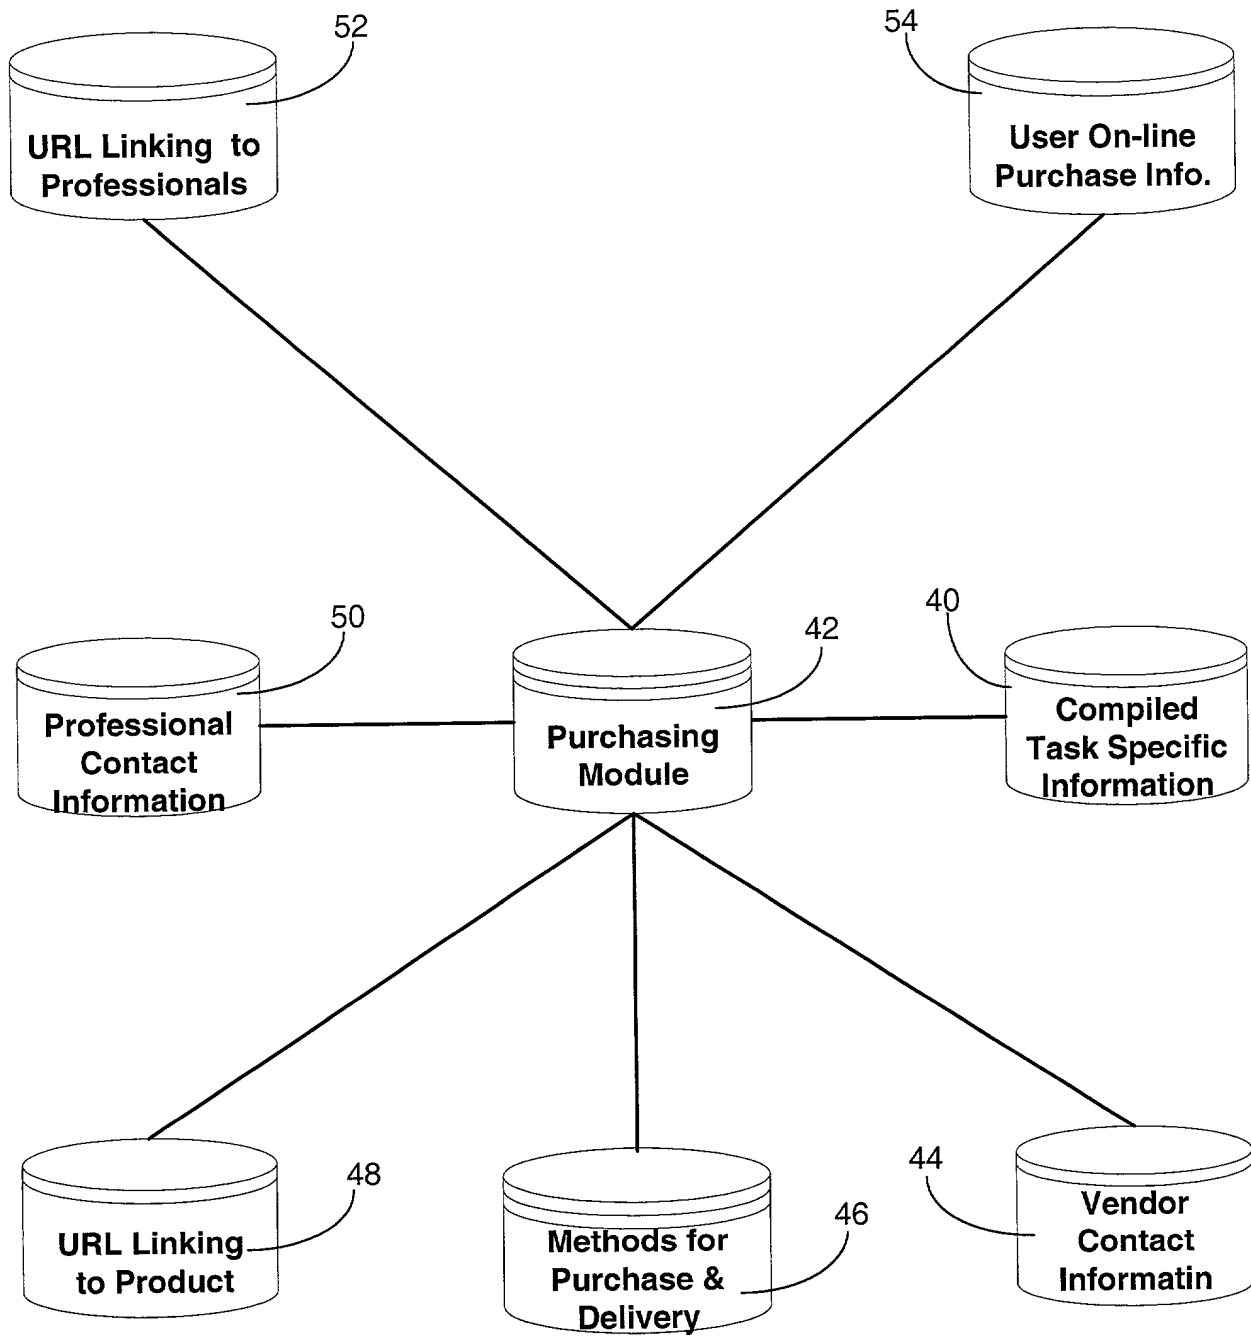 52
54
URL Linking to
Professionals
User On-line
Purchase Info.
50
42
40
Professional
Contact
Information
Purchasing
Module
Compiled
Task Specific
Information
48
46
44
URL Linking
to Product
Methods for
Purchase &
Delivery
Vendor
Contact
Informatin